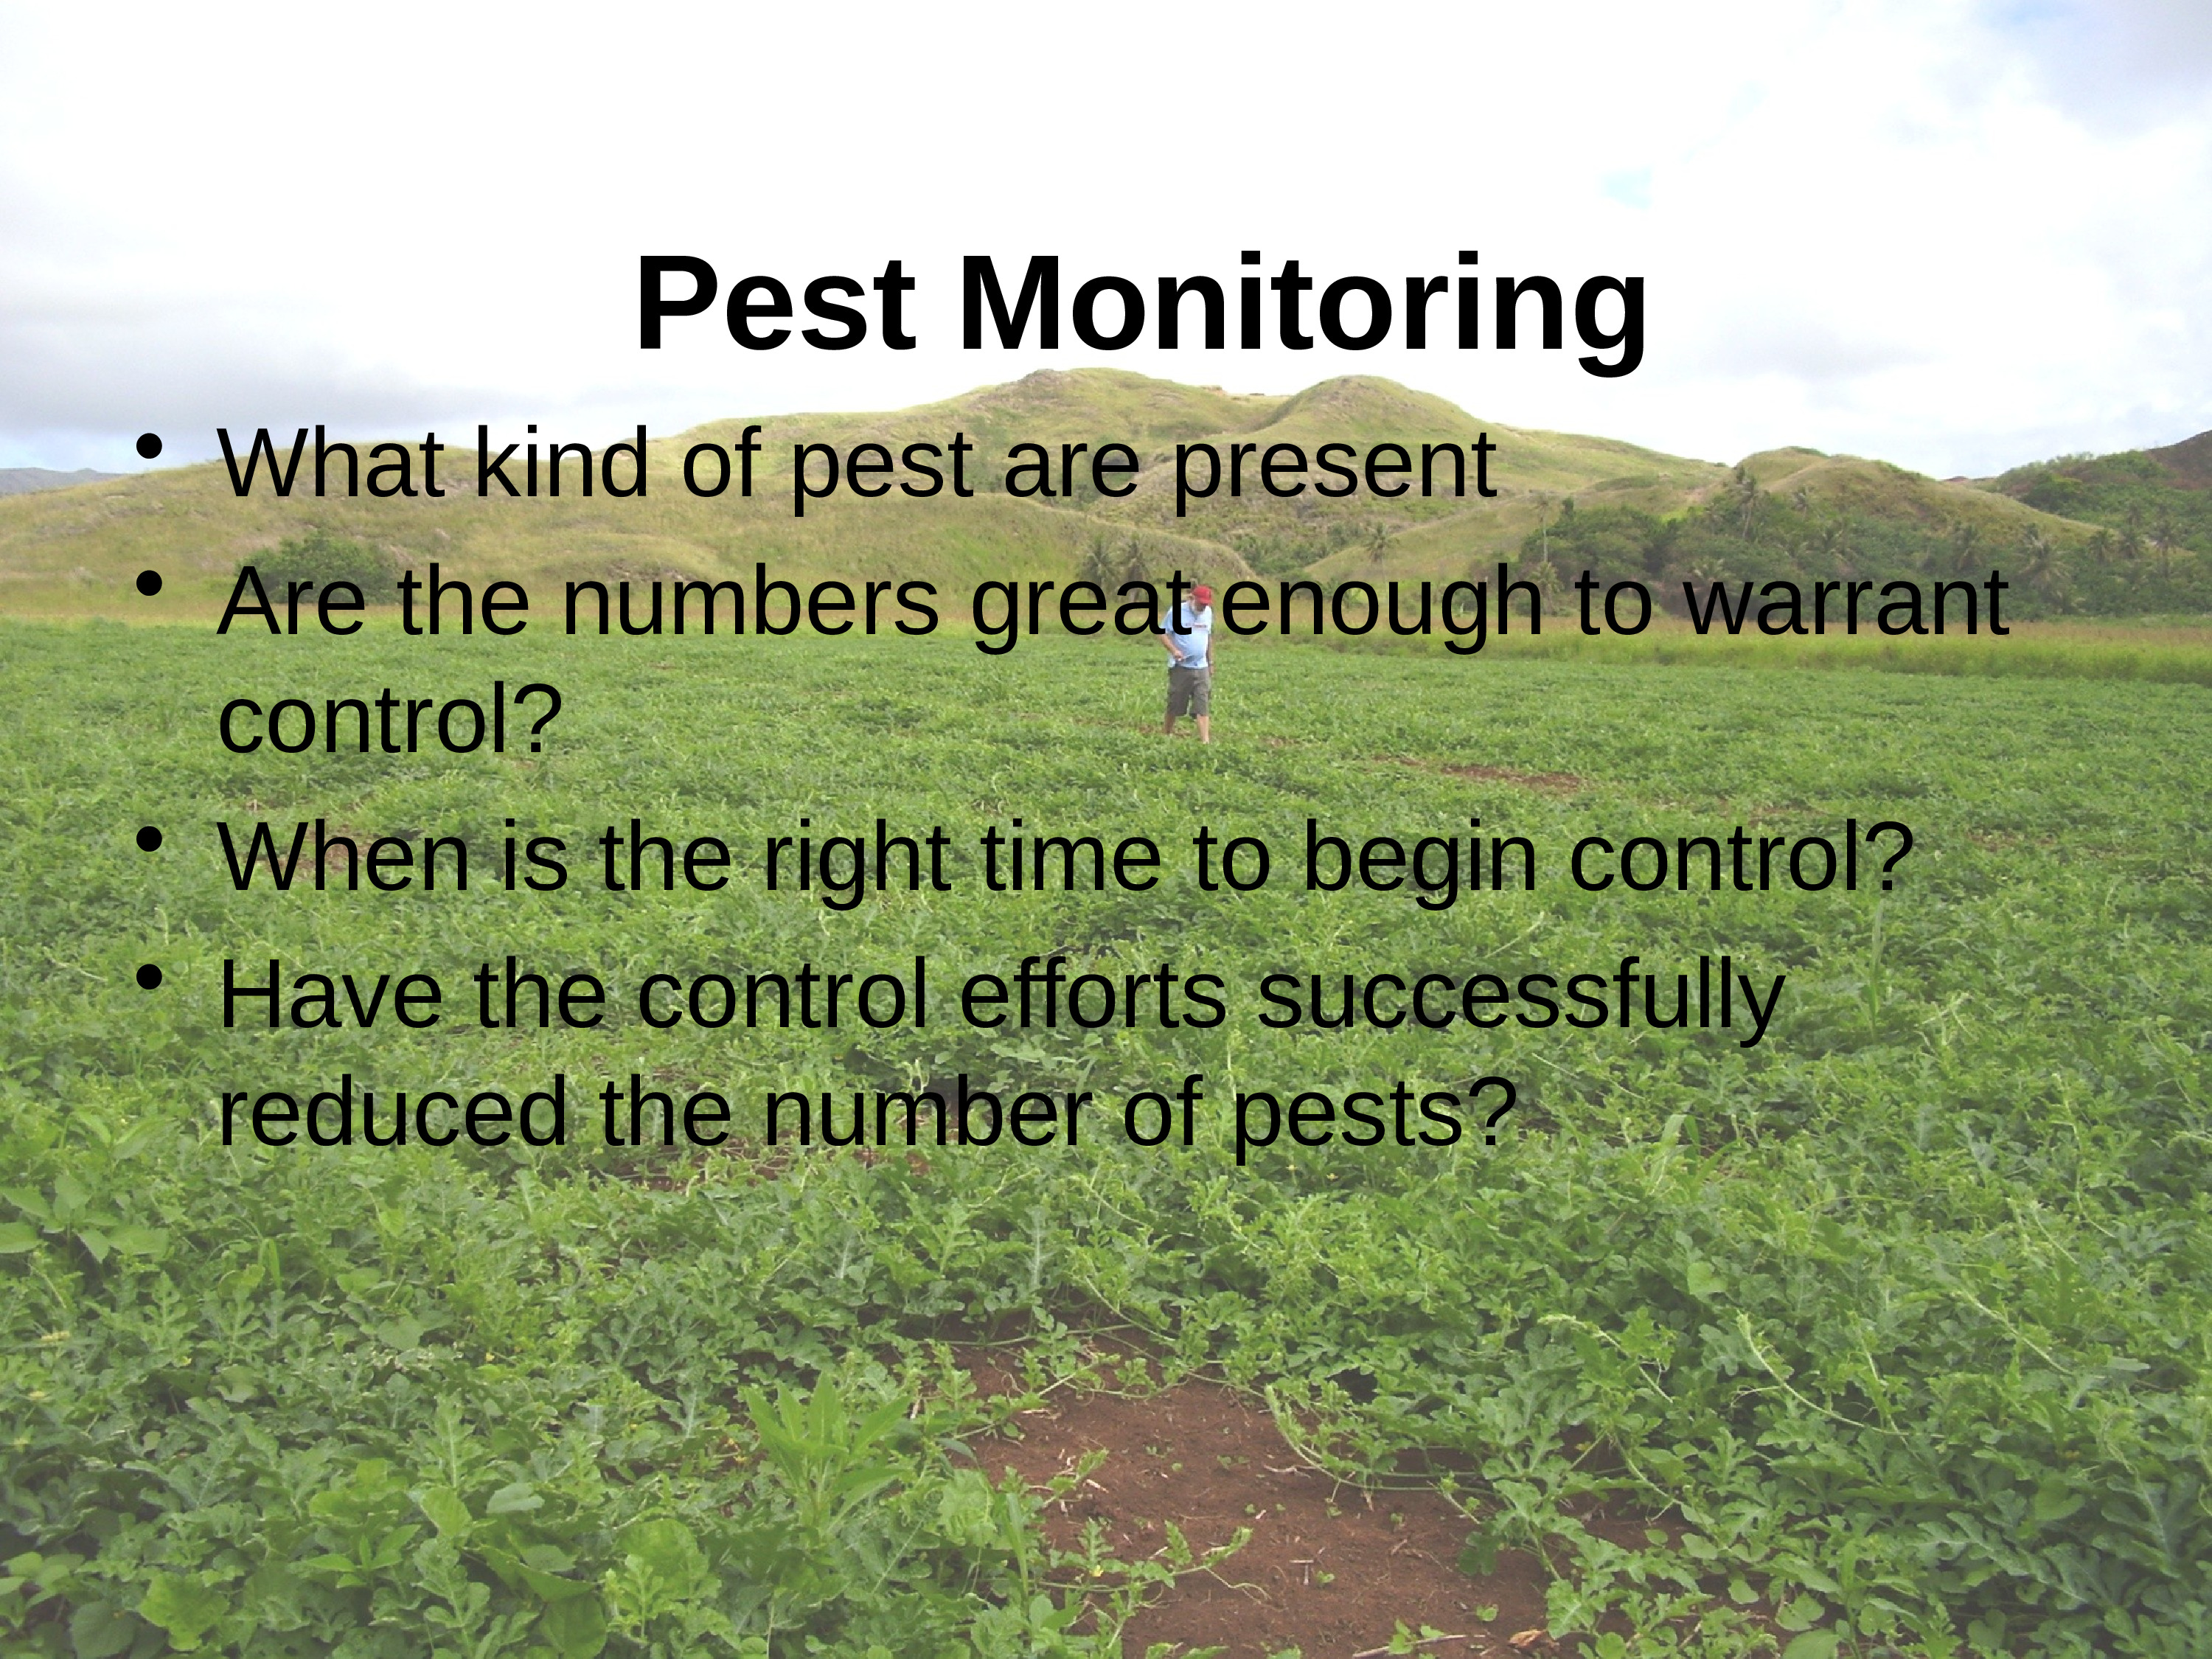 Pest Monitoring
• What kind of pest are present
• Are the numbers great enough to warrant
control?
• When is the right time to begin control?
• Have the control efforts successfully
reduced the number of pests?